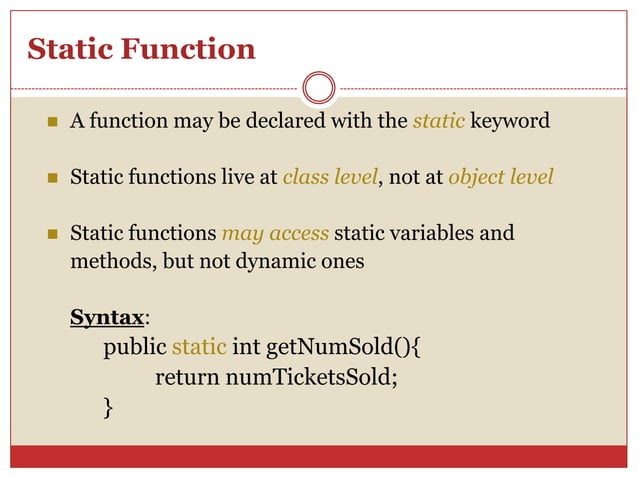 Static Function
A function may be declared with the static keyword
Static functions live at class level, not at object level
Static functions may access static variables and
methods, but not dynamic ones
Syntax:
public static int getNumSold(){
return numTicketsSold;
}